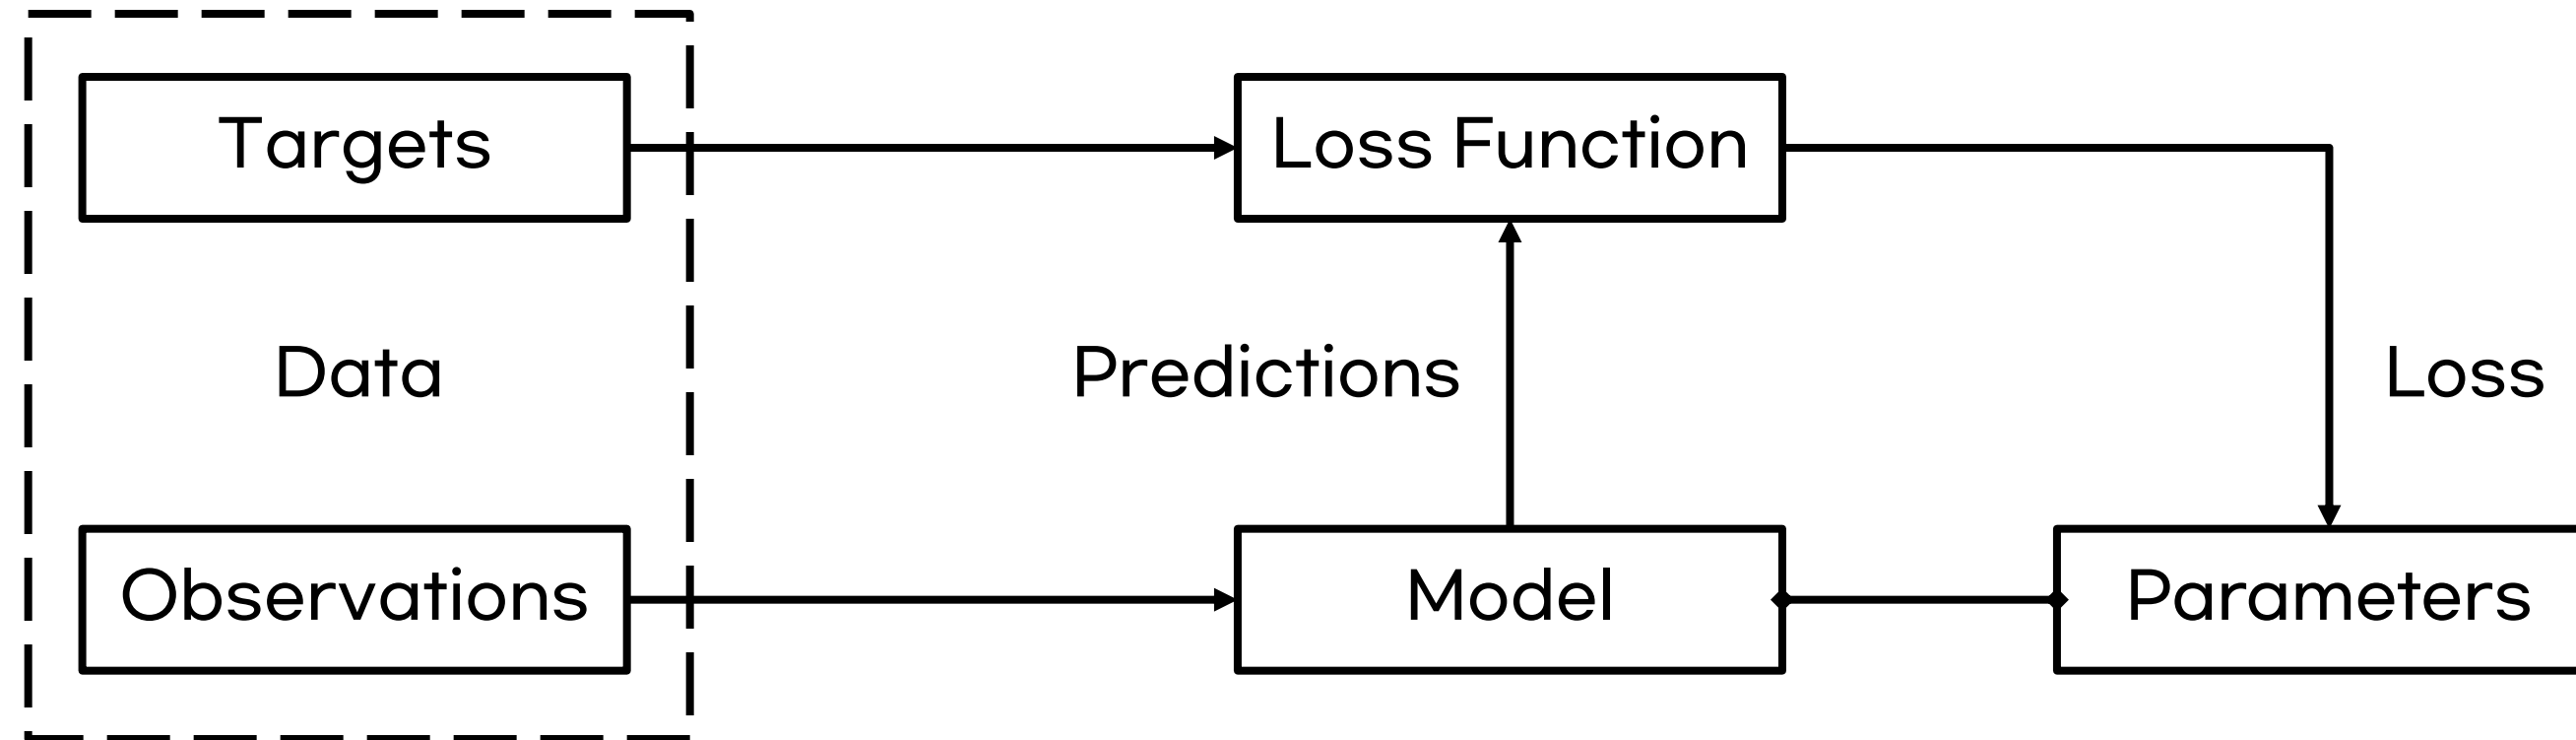 Targets
Loss Function
Data
Predictions
Loss
Observations
Model
Parameters